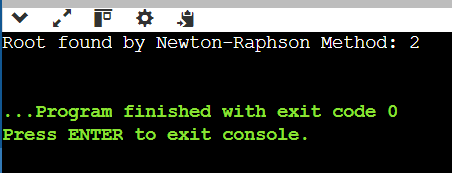 Root found by Newton-Raphson Method: 2
...Program finished with exit code 0
Press ENTER to exit console.